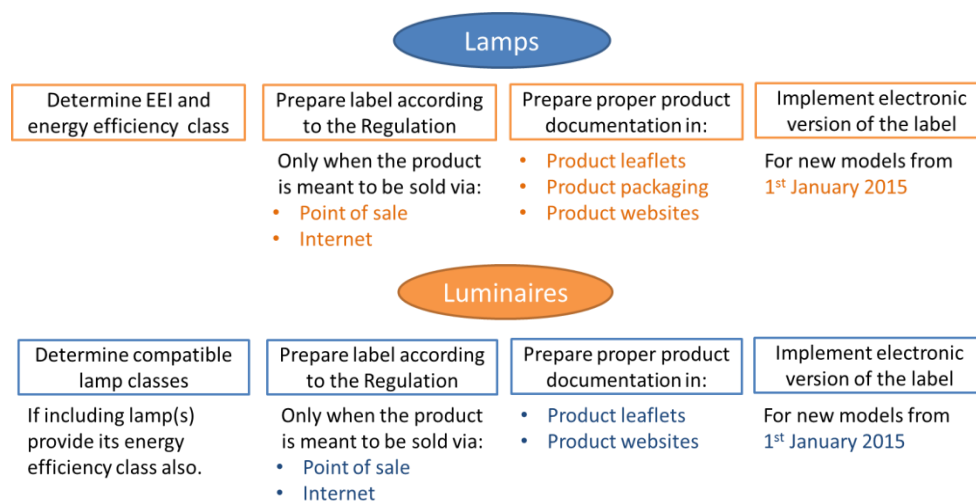 Lamps
Determine EEI and
energy efficiency class
Prepare label according
to the Regulation
Only when the product
is meant to be sold via:
• Point of sale
• Internet
Prepare proper product
documentation in:
• Product leaflets
• Product packaging
• Product websites
Implement electronic
version of the label
For new models from
1st January 2015
Luminaires
Determine compatible
lamp classes
If including lamp(s)
provide its energy
efficiency class also.
Prepare label according
to the Regulation
Only when the product
is meant to be sold via:
• Point of sale
• Internet
Prepare proper product
documentation in:
• Product leaflets
• Product websites
Implement electronic
version of the label
For new models from
1st January 2015